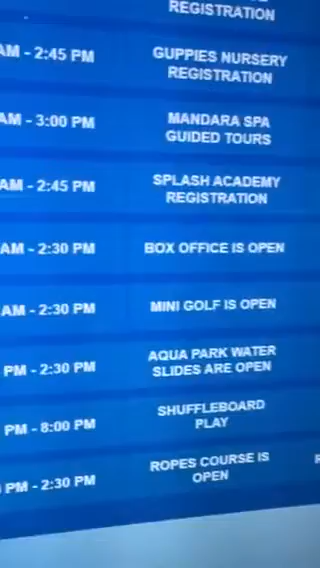 REGISTRATION
AM - 2:45 PM GUPPIES NURSERY
REGISTRATION
AM - 3:00 PM MANDARA SPA
GUIDED TOURS
AM - 2:45 PM SPLASH ACADEMY
REGISTRATION
AM - 2:30 PM BOX OFFICE IS OPEN
AM - 2:30 PM MINI GOLF IS OPEN
PM - 2:30 PM AQUA PARK WATER
SLIDES ARE OPEN
PM - 8:00 PM SHUFFLEBOARD
PLAY
PM - 2:30 PM ROPES COURSE IS
OPEN